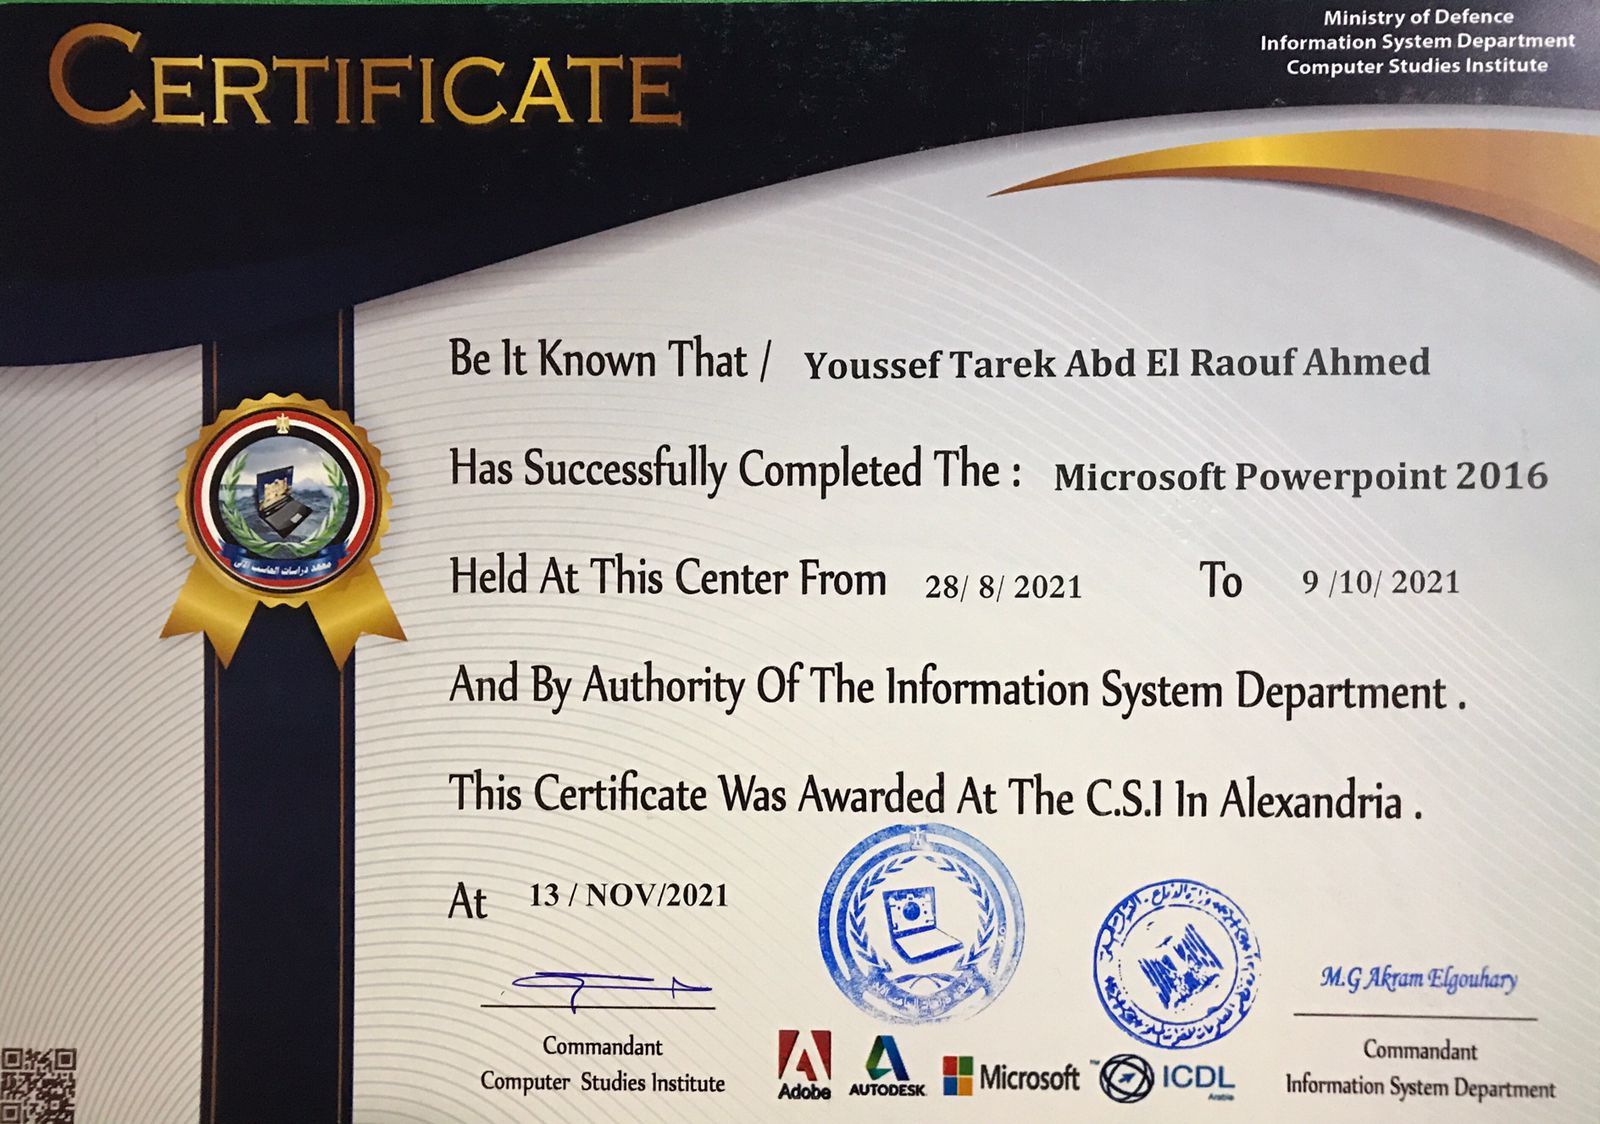 CERTIFICATE
Ministry of Defence
Information System Department
Computer Studies Institute
Be It Known That / Youssef Tarek Abd El Raouf Ahmed
Has Successfully Completed The : Microsoft Powerpoint 2016
Held At This Center From 28/ 8/ 2021 To 9 /10/ 2021
معهد دراسات الحاسب الآلى
And By Authority Of The Information System Department .
This Certificate Was Awarded At The C.S.I In Alexandria .
At 13 / NOV/2021
M.G Akram Elgouhary
Commandant
Computer Studies Institute
Adobe
AUTODESK
Microsoft
ICDL
Arabia
Commandant
Information System Department